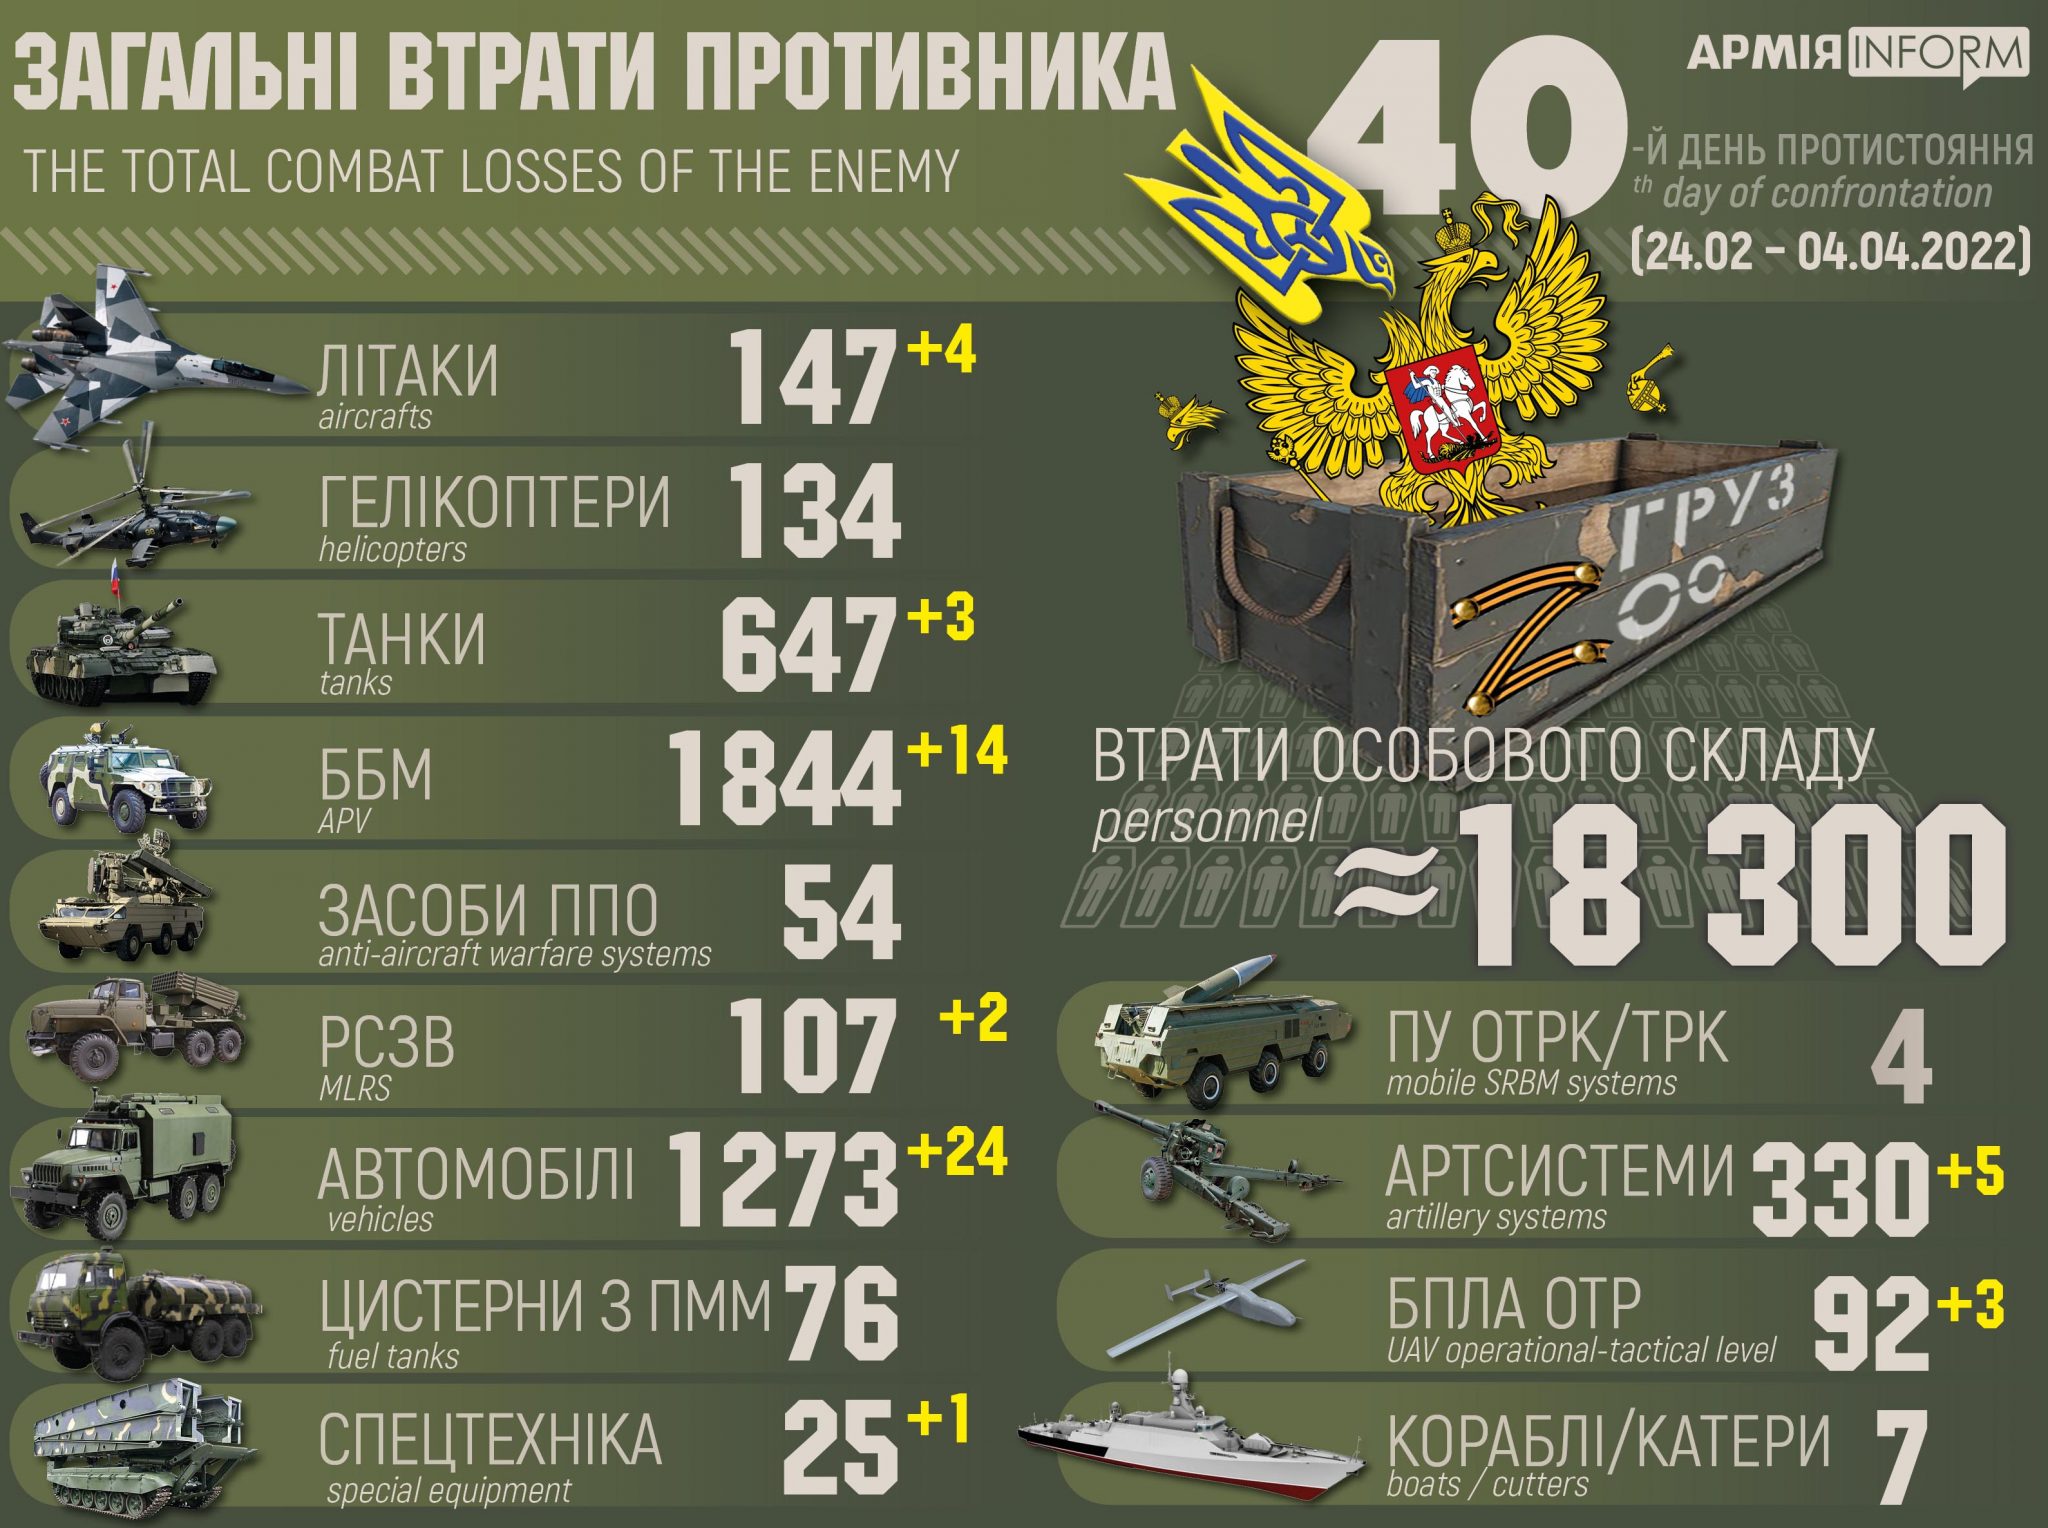 ЗАГАЛЬНІ ВТРАТИ ПРОТИВНИКА
THE TOTAL COMBAT LOSSES OF THE ENEMY
40
-й ДЕНЬ ПРОТИСТОЯННЯ
th day of confrontation
(24.02 – 04.04.2022)
АРМІЯ INFORM
ЛІТАКИ 147 +4
aircrafts
ГЕЛІКОПТЕРИ 134
helicopters
ТАНКИ 647 +3
tanks
ББМ 1844 +14
APV
ЗАСОБИ ППО 54
anti-aircraft warfare systems
РСЗВ 107 +2
MLRS
АВТОМОБІЛІ 1273 +24
vehicles
ЦИСТЕРНИ З ПММ 76
fuel tanks
СПЕЦТЕХНІКА 25 +1
special equipment
ГРУЗ
Z 200
ВТРАТИ ОСОБОВОГО СКЛАДУ
personnel
≈18 300
ПУ ОТРК/ТРК 4
mobile SRBM systems
АРТСИСТЕМИ 330 +5
artillery systems
БПЛА ОТР 92 +3
UAV operational-tactical level
КОРАБЛІ/КАТЕРИ 7
boats / cutters